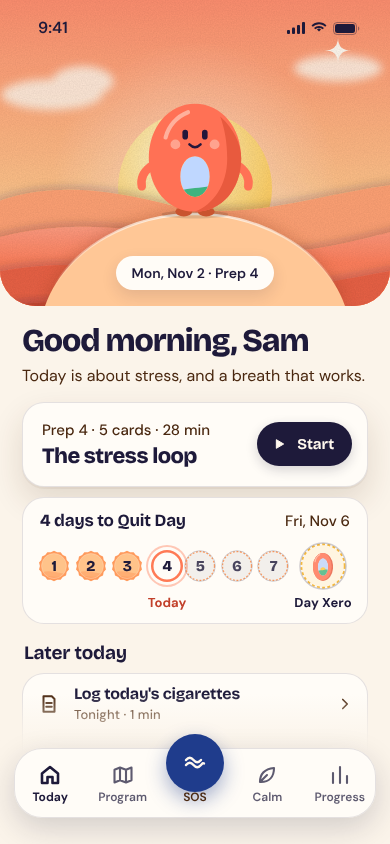 9:41
Mon, Nov 2 · Prep 4
Good morning, Sam
Today is about stress, and a breath that works.
Prep 4 · 5 cards · 28 min
The stress loop
Start
4 days to Quit Day
Fri, Nov 6
1 2 3 4 5 6 7
Today
Day Xero
Later today
Log today's cigarettes
Tonight · 1 min
Today
Program
SOS
Calm
Progress